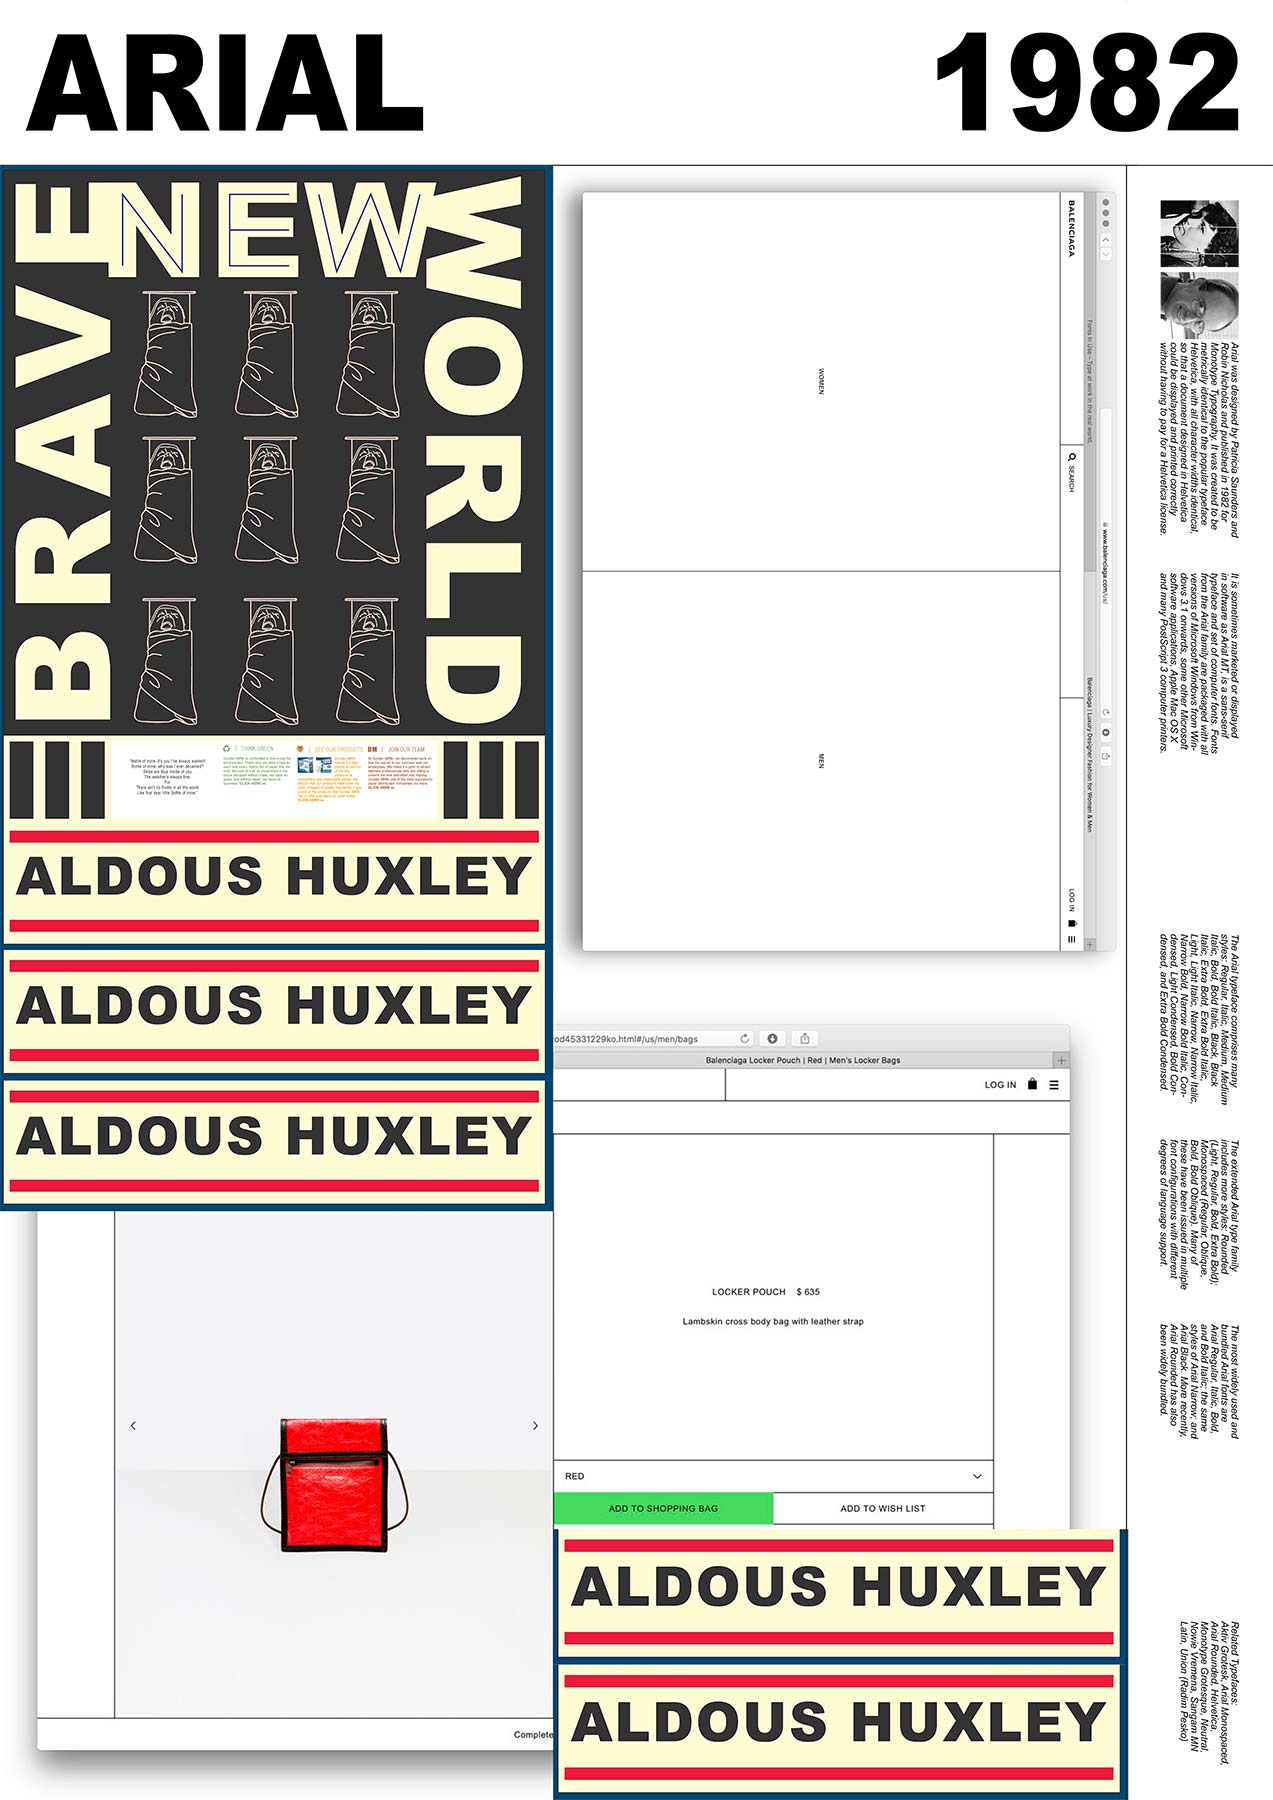 ARIAL
1982
BRAVE
NEW
WORLD
"Bottle of mine, it's you I've always wanted!
Bottle of mine, why was I ever decanted?
Skies are blue inside of you
The weather's always fine,
For
There ain't no Bottle in all the world
Like that dear little Bottle of mine."
THINK GREEN
SEE OUR PRODUCTS
DM
JOIN OUR TEAM
CLICK HERE
CLICK HERE
CLICK HERE
ALDOUS HUXLEY
ALDOUS HUXLEY
ALDOUS HUXLEY
Fonts In Use – Type at work in the real world.
www.balenciaga.com/us/
Balenciaga | Luxury Designer Fashion for Women & Men
+
BALENCIAGA
SEARCH
LOG IN
WOMEN
MEN
od45331229ko.html#/us/men/bags
Balenciaga Locker Pouch | Red | Men's Locker Bags
+
LOG IN
LOCKER POUCH $ 635
Lambskin cross body bag with leather strap
RED
ADD TO SHOPPING BAG
ADD TO WISH LIST
Complete
ALDOUS HUXLEY
ALDOUS HUXLEY
Arial was designed by Patricia Saunders and
Robin Nicholas and published in 1982 for
Monotype Typography. It was created to be
metrically identical to the popular typeface
Helvetica, with all character widths identical,
so that a document designed in Helvetica
could be displayed and printed correctly
without having to pay for a Helvetica license.
It is sometimes marketed or displayed
in software as Arial MT, is a sans-serif
typeface and set of computer fonts. Fonts
from the Arial family are packaged with all
versions of Microsoft Windows from Win-
dows 3.1 onwards, some other Microsoft
software applications, Apple Mac OS X
and many PostScript 3 computer printers.
The Arial typeface comprises many
styles: Regular, Italic, Medium, Medium
Italic, Bold, Bold Italic, Black, Black
Italic, Extra Bold, Extra Bold Italic,
Light, Light Italic, Narrow, Narrow Italic,
Narrow Bold, Narrow Bold Italic, Con-
densed, Light Condensed, Bold Con-
densed, and Extra Bold Condensed.
The extended Arial type family
includes more styles: Rounded
(Light, Regular, Bold, Extra Bold);
Monospaced (Regular, Oblique,
Bold, Bold Oblique). Many of
these have been issued in multiple
font configurations with different
degrees of language support.
The most widely used and
bundled Arial fonts are
Arial Regular, Italic, Bold,
and Bold Italic; the same
styles of Arial Narrow; and
Arial Black. More recently,
Arial Rounded has also
been widely bundled.
Related Typefaces:
Aktiv Grotesk, Arial Monospaced,
Arial Rounded, Helvetica,
Monotype Grotesque, Neutral,
Nowie Vremena, Sangam MN
Latin, Union (Radim Pesko)